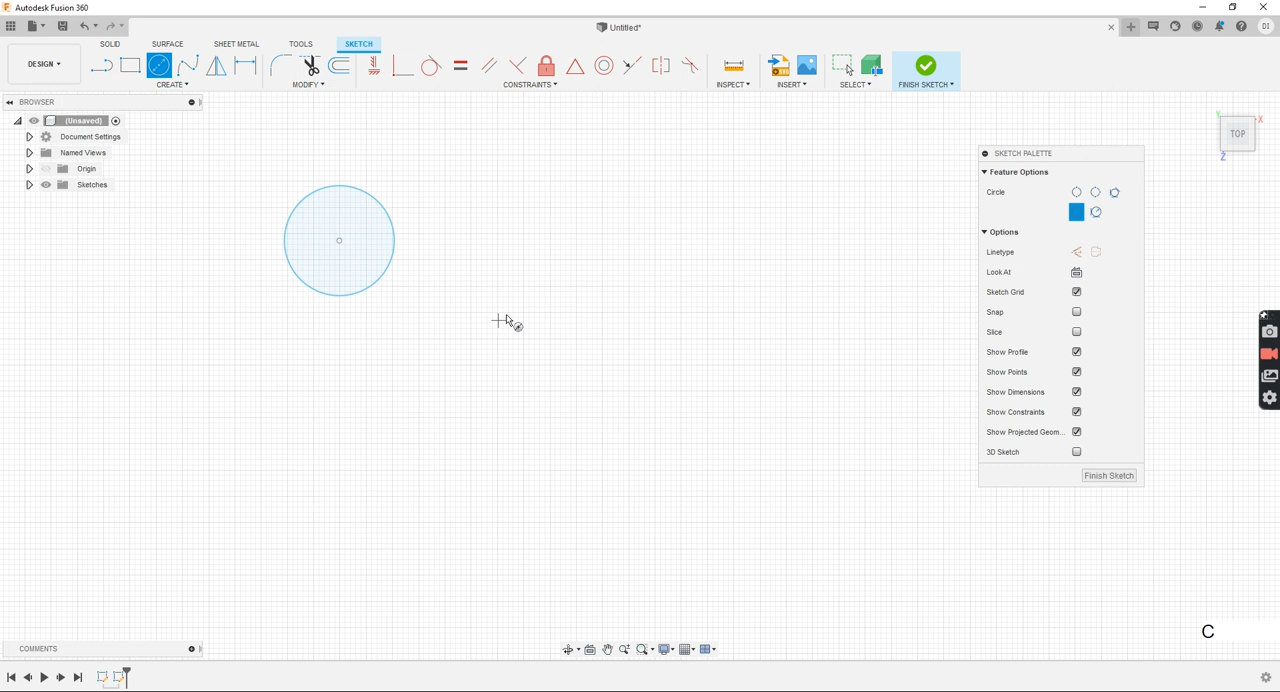 Autodesk Fusion 360
Untitled*
DI
SOLID SURFACE SHEET METAL TOOLS SKETCH
DESIGN ▾
CREATE ▾ MODIFY ▾ CONSTRAINTS ▾ INSPECT ▾ INSERT ▾ SELECT ▾ FINISH SKETCH ▾
BROWSER
(Unsaved)
Document Settings
Named Views
Origin
Sketches
Y X
TOP
Z
SKETCH PALETTE
Feature Options
Circle
Options
Linetype
Look At
Sketch Grid
Snap
Slice
Show Profile
Show Points
Show Dimensions
Show Constraints
Show Projected Geom...
3D Sketch
Finish Sketch
C
COMMENTS